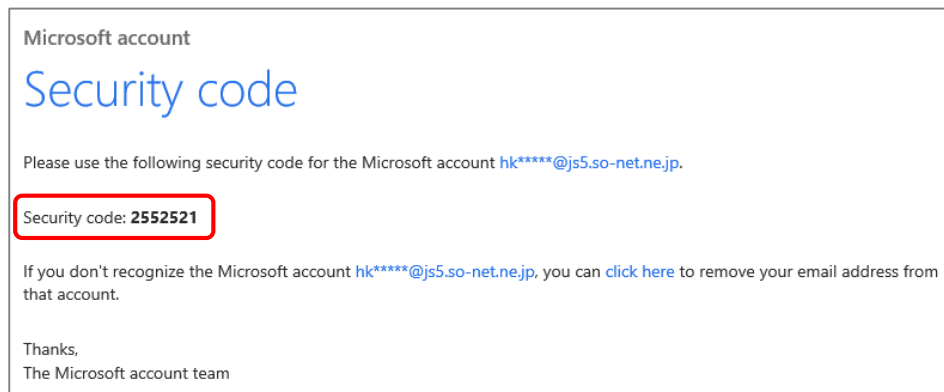 Microsoft account
Security code
Please use the following security code for the Microsoft account hk*****@js5.so-net.ne.jp.
Security code: 2552521
If you don't recognize the Microsoft account hk*****@js5.so-net.ne.jp, you can click here to remove your email address from
that account.
Thanks,
The Microsoft account team